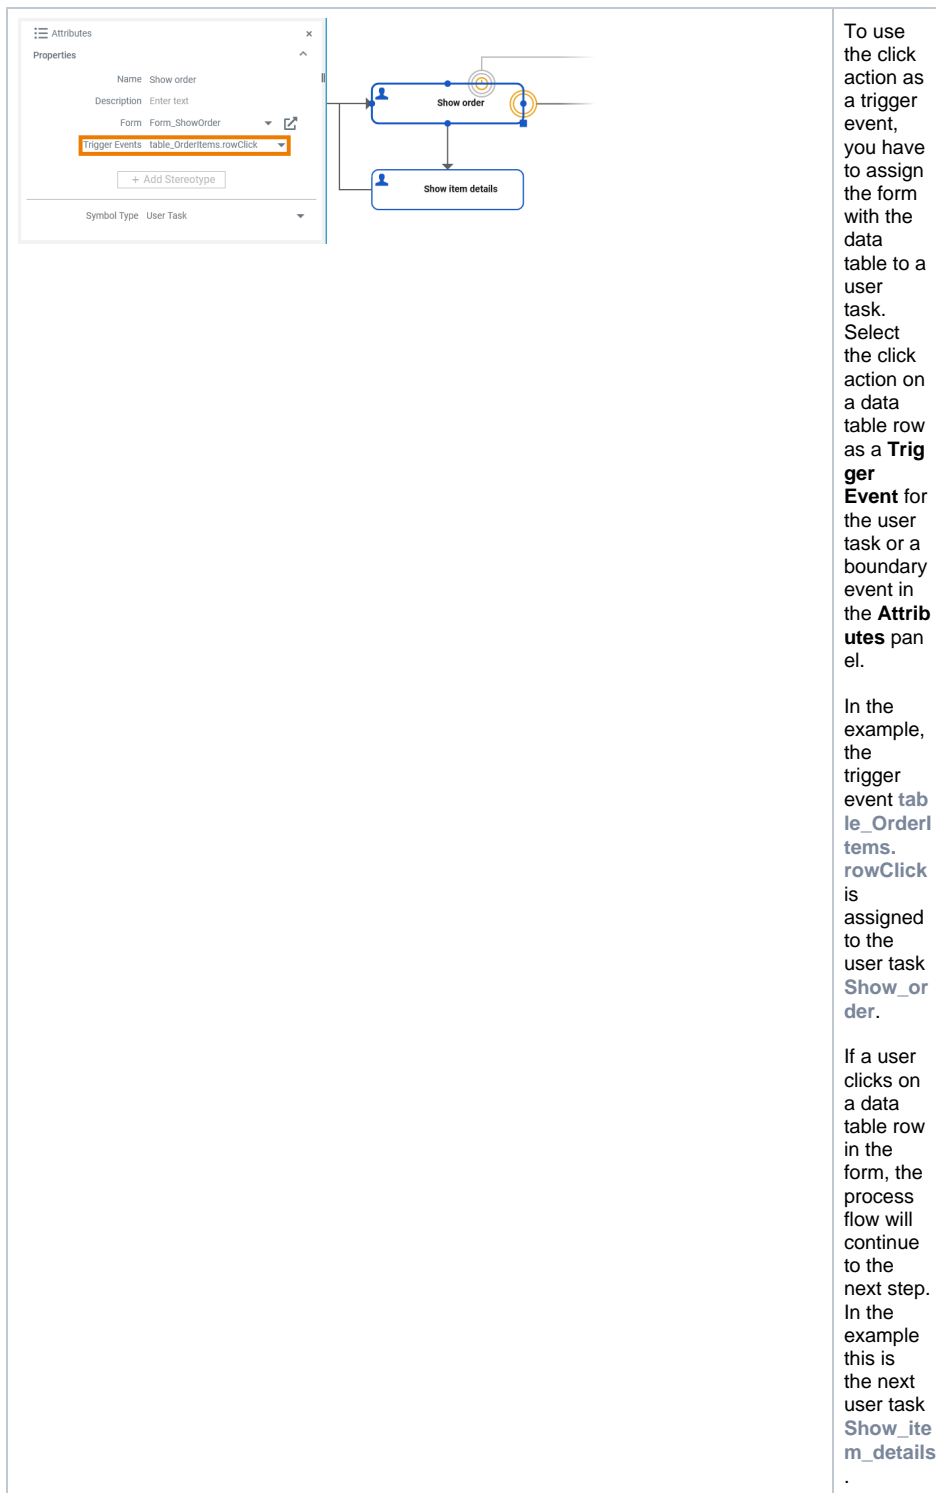 Attributes
×
Properties
Name Show order
Description Enter text
Form Form_ShowOrder
Trigger Events table_OrderItems.rowClick
+ Add Stereotype
Symbol Type User Task
Show order
Show item details
To use
the click
action as
a trigger
event,
you have
to assign
the form
with the
data
table to a
user
task.
Select
the click
action on
a data
table row
as a Trig
ger
Event for
the user
task or a
boundary
event in
the Attrib
utes pan
el.
In the
example,
the
trigger
event tab
le_OrderI
tems.
rowClick
is
assigned
to the
user task
Show_or
der.
If a user
clicks on
a data
table row
in the
form, the
process
flow will
continue
to the
next step.
In the
example
this is
the next
user task
Show_ite
m_details
.